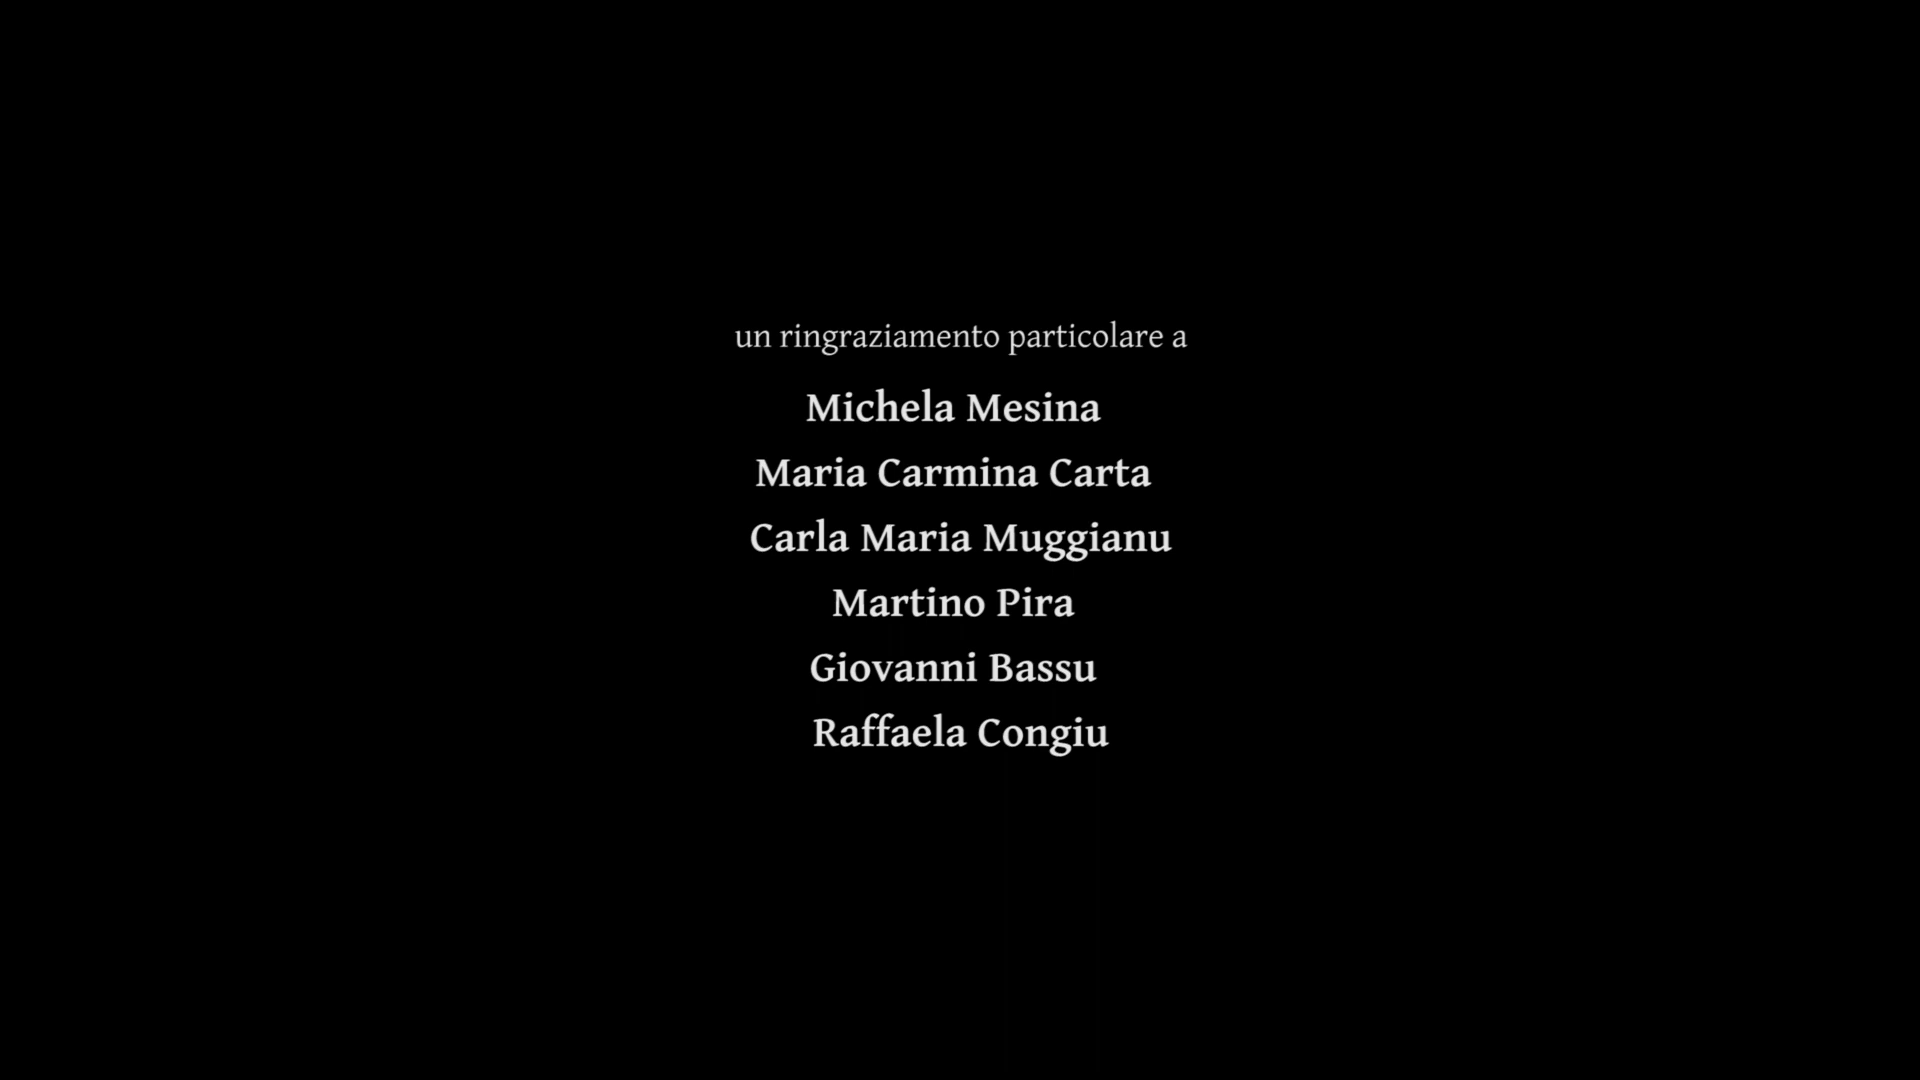 un ringraziamento particolare a
Michela Mesina
Maria Carmina Carta
Carla Maria Muggianu
Martino Pira
Giovanni Bassu
Raffaela Congiu